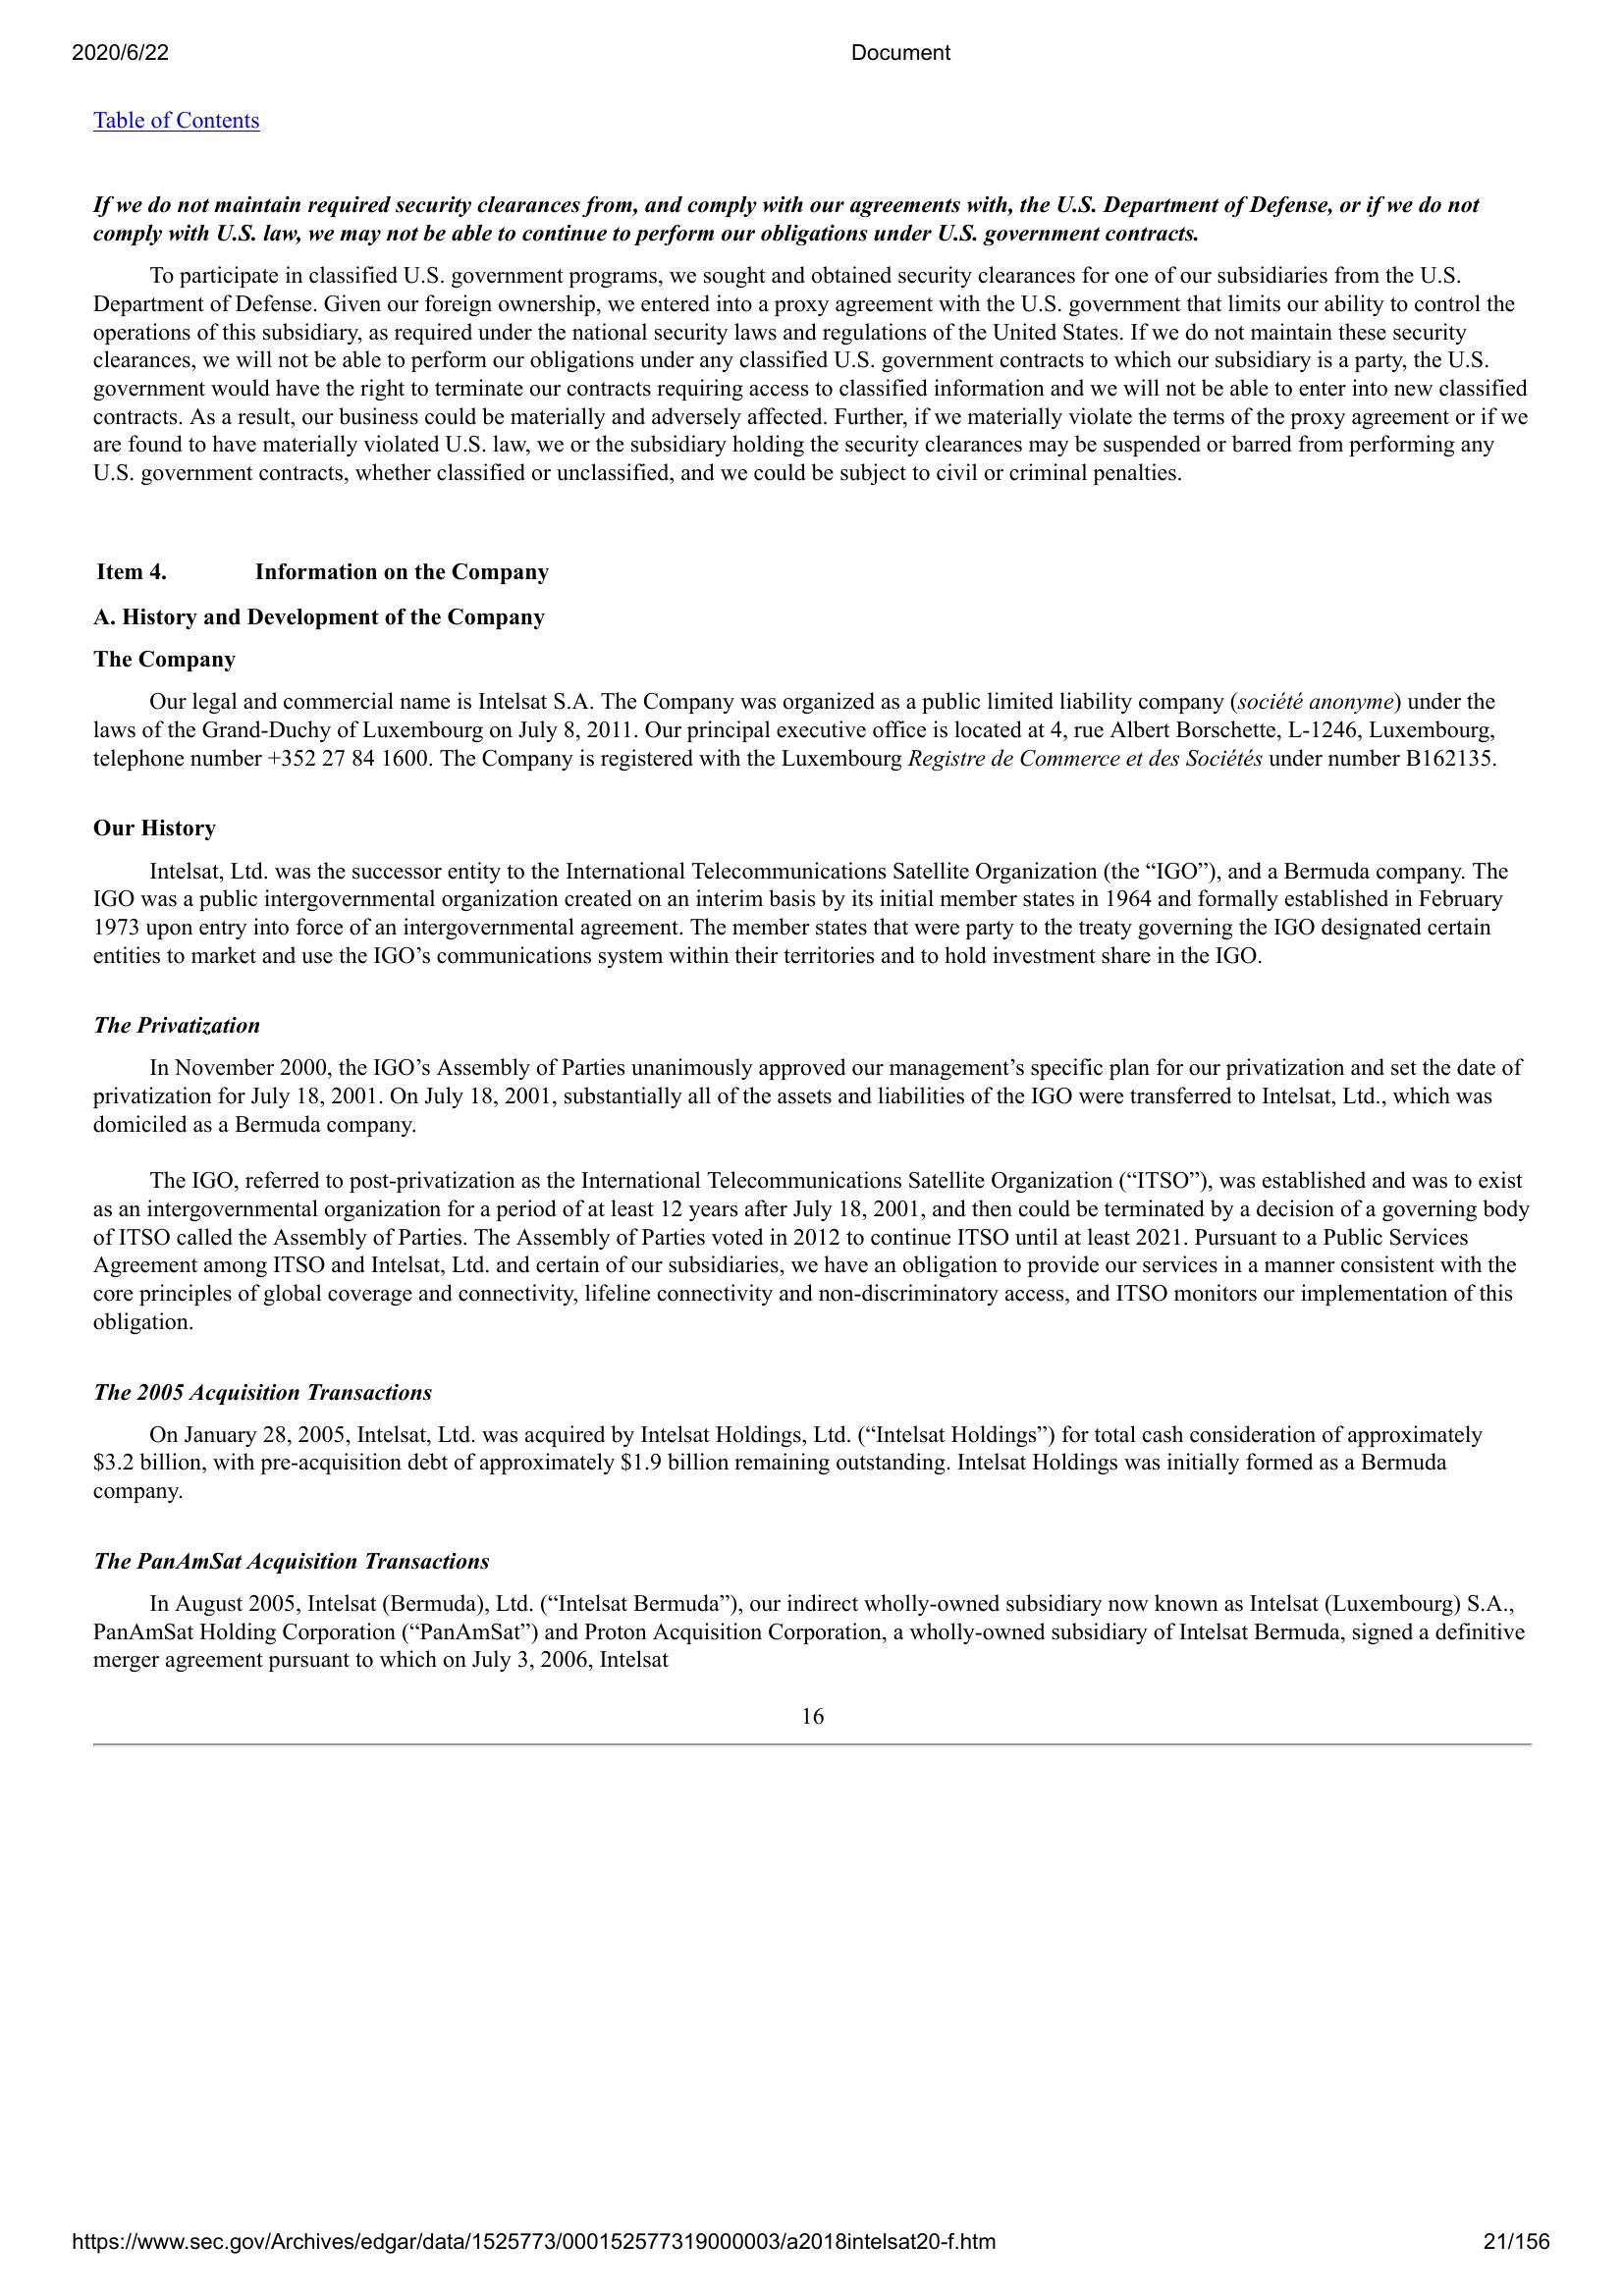 2020/6/22 Document
Table of Contents
If we do not maintain required security clearances from, and comply with our agreements with, the U.S. Department of Defense, or if we do not
comply with U.S. law, we may not be able to continue to perform our obligations under U.S. government contracts.
To participate in classified U.S. government programs, we sought and obtained security clearances for one of our subsidiaries from the U.S.
Department of Defense. Given our foreign ownership, we entered into a proxy agreement with the U.S. government that limits our ability to control the
operations of this subsidiary, as required under the national security laws and regulations of the United States. If we do not maintain these security
clearances, we will not be able to perform our obligations under any classified U.S. government contracts to which our subsidiary is a party, the U.S.
government would have the right to terminate our contracts requiring access to classified information and we will not be able to enter into new classified
contracts. As a result, our business could be materially and adversely affected. Further, if we materially violate the terms of the proxy agreement or if we
are found to have materially violated U.S. law, we or the subsidiary holding the security clearances may be suspended or barred from performing any
U.S. government contracts, whether classified or unclassified, and we could be subject to civil or criminal penalties.
Item 4. Information on the Company
A. History and Development of the Company
The Company
Our legal and commercial name is Intelsat S.A. The Company was organized as a public limited liability company (société anonyme) under the
laws of the Grand-Duchy of Luxembourg on July 8, 2011. Our principal executive office is located at 4, rue Albert Borschette, L-1246, Luxembourg,
telephone number +352 27 84 1600. The Company is registered with the Luxembourg Registre de Commerce et des Sociétés under number B162135.
Our History
Intelsat, Ltd. was the successor entity to the International Telecommunications Satellite Organization (the “IGO”), and a Bermuda company. The
IGO was a public intergovernmental organization created on an interim basis by its initial member states in 1964 and formally established in February
1973 upon entry into force of an intergovernmental agreement. The member states that were party to the treaty governing the IGO designated certain
entities to market and use the IGO’s communications system within their territories and to hold investment share in the IGO.
The Privatization
In November 2000, the IGO’s Assembly of Parties unanimously approved our management’s specific plan for our privatization and set the date of
privatization for July 18, 2001. On July 18, 2001, substantially all of the assets and liabilities of the IGO were transferred to Intelsat, Ltd., which was
domiciled as a Bermuda company.
The IGO, referred to post-privatization as the International Telecommunications Satellite Organization (“ITSO”), was established and was to exist
as an intergovernmental organization for a period of at least 12 years after July 18, 2001, and then could be terminated by a decision of a governing body
of ITSO called the Assembly of Parties. The Assembly of Parties voted in 2012 to continue ITSO until at least 2021. Pursuant to a Public Services
Agreement among ITSO and Intelsat, Ltd. and certain of our subsidiaries, we have an obligation to provide our services in a manner consistent with the
core principles of global coverage and connectivity, lifeline connectivity and non-discriminatory access, and ITSO monitors our implementation of this
obligation.
The 2005 Acquisition Transactions
On January 28, 2005, Intelsat, Ltd. was acquired by Intelsat Holdings, Ltd. (“Intelsat Holdings”) for total cash consideration of approximately
$3.2 billion, with pre-acquisition debt of approximately $1.9 billion remaining outstanding. Intelsat Holdings was initially formed as a Bermuda
company.
The PanAmSat Acquisition Transactions
In August 2005, Intelsat (Bermuda), Ltd. (“Intelsat Bermuda”), our indirect wholly-owned subsidiary now known as Intelsat (Luxembourg) S.A.,
PanAmSat Holding Corporation (“PanAmSat”) and Proton Acquisition Corporation, a wholly-owned subsidiary of Intelsat Bermuda, signed a definitive
merger agreement pursuant to which on July 3, 2006, Intelsat
16
https://www.sec.gov/Archives/edgar/data/1525773/000152577319000003/a2018intelsat20-f.htm 21/156